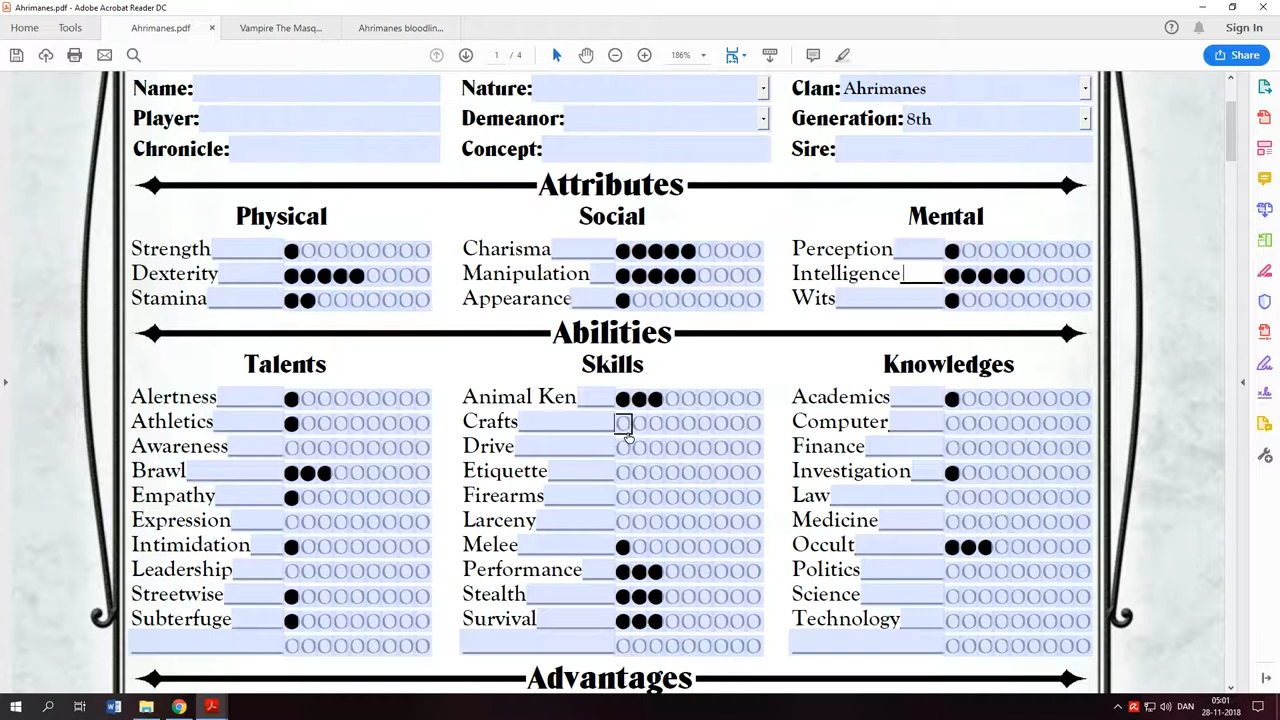 Ahrimanes.pdf - Adobe Acrobat Reader DC
Home Tools Ahrimanes.pdf × Vampire The Masq... Ahrimanes bloodlin... Sign In
1 / 4 186% Share
Name: Nature: Clan: Ahrimanes
Player: Demeanor: Generation: 8th
Chronicle: Concept: Sire:
Attributes
Physical Social Mental
Strength Charisma Perception
Dexterity Manipulation Intelligence
Stamina Appearance Wits
Abilities
Talents Skills Knowledges
Alertness Animal Ken Academics
Athletics Crafts Computer
Awareness Drive Finance
Brawl Etiquette Investigation
Empathy Firearms Law
Expression Larceny Medicine
Intimidation Melee Occult
Leadership Performance Politics
Streetwise Stealth Science
Subterfuge Survival Technology
Advantages
DAN 05:01
28-11-2018